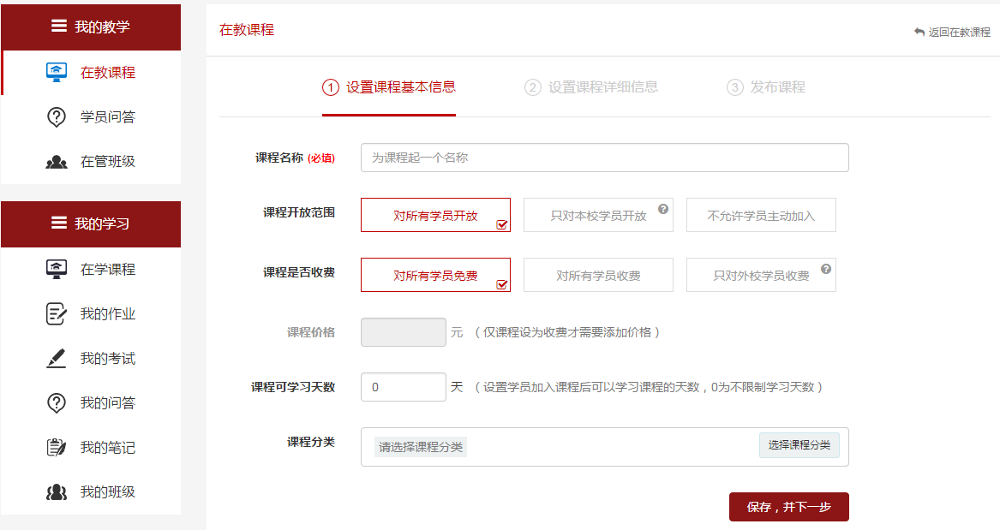 我的教学
在教课程
学员问答
在管班级
我的学习
在学课程
我的作业
我的考试
我的问答
我的笔记
我的班级
在教课程
返回在教课程
1 设置课程基本信息
2 设置课程详细信息
3 发布课程
课程名称 (必填)
为课程起一个名称
课程开放范围
对所有学员开放
只对本校学员开放
?
不允许学员主动加入
课程是否收费
对所有学员免费
对所有学员收费
只对外校学员收费
?
课程价格
元 （仅课程设为收费才需要添加价格）
课程可学习天数
0
天 （设置学员加入课程后可以学习课程的天数，0为不限制学习天数）
课程分类
请选择课程分类
选择课程分类
保存，并下一步